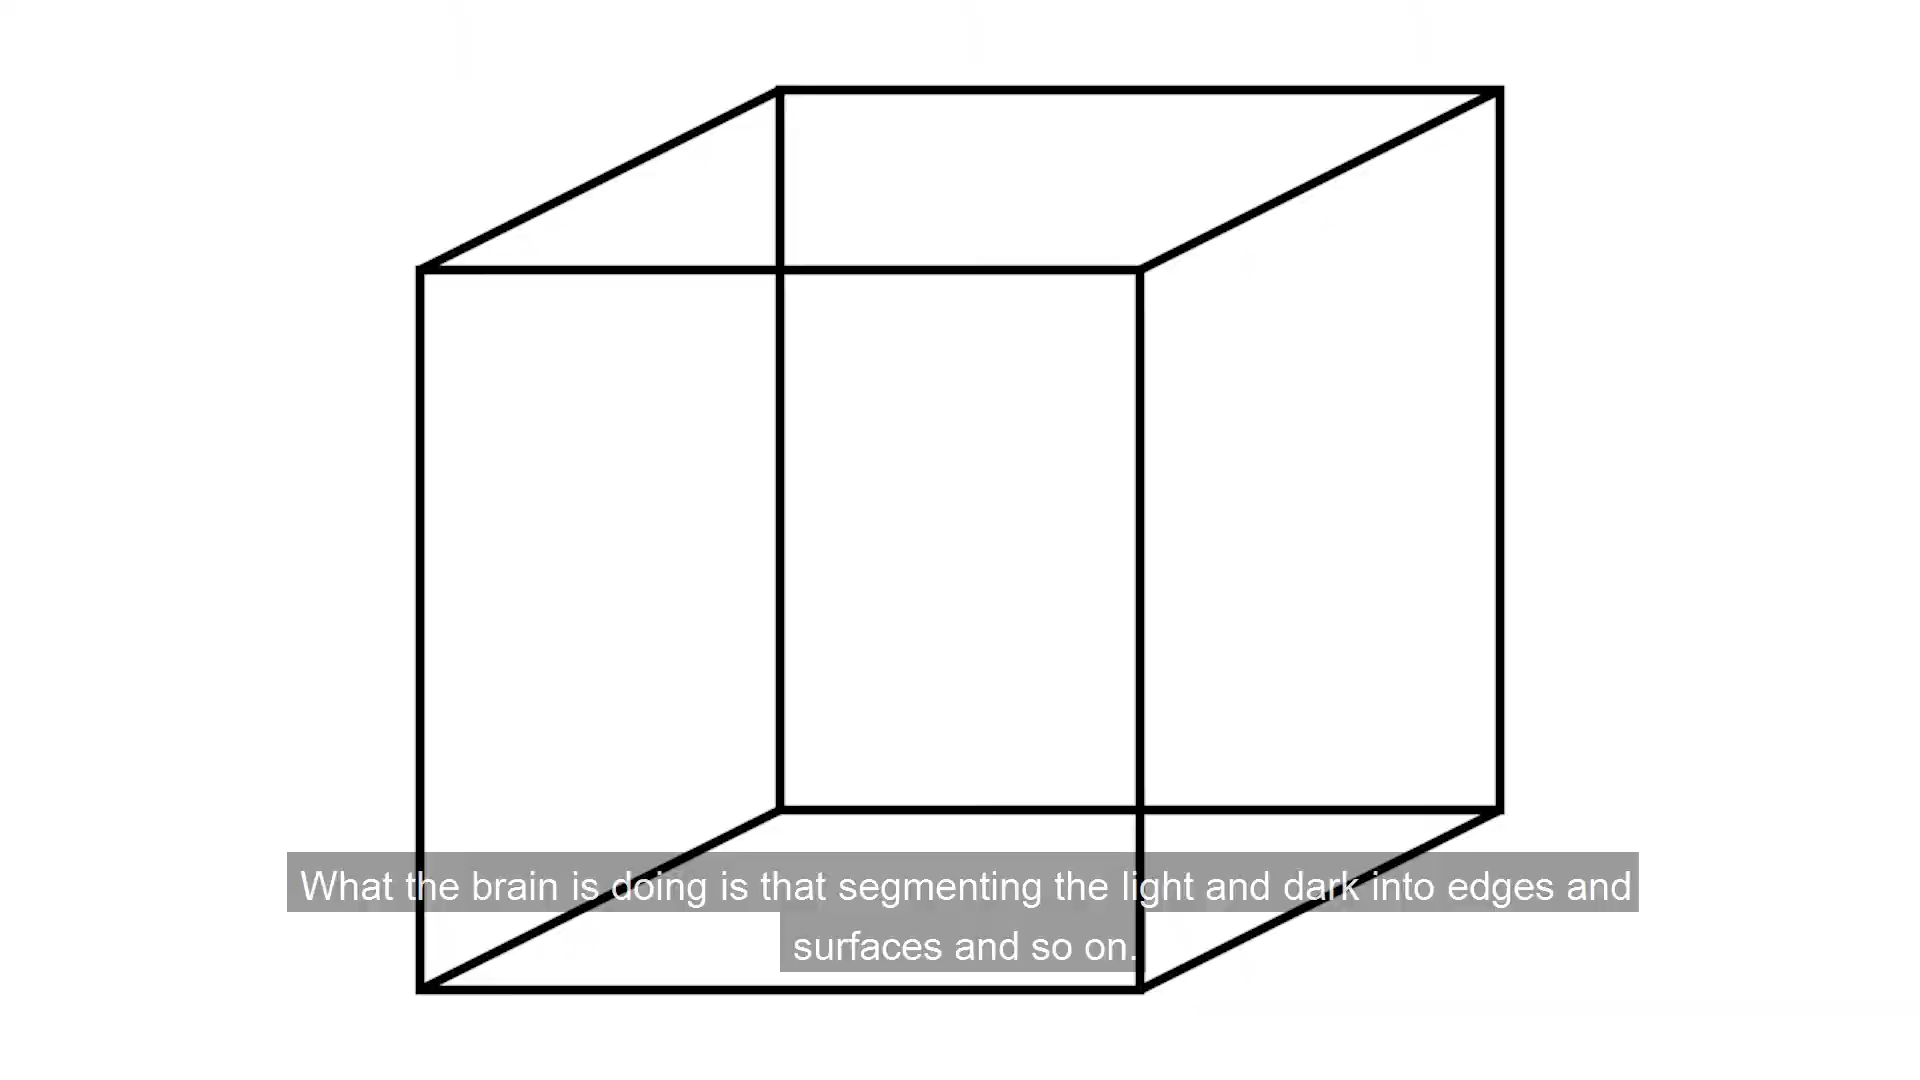 What the brain is doing is that segmenting the light and dark into edges and
surfaces and so on.